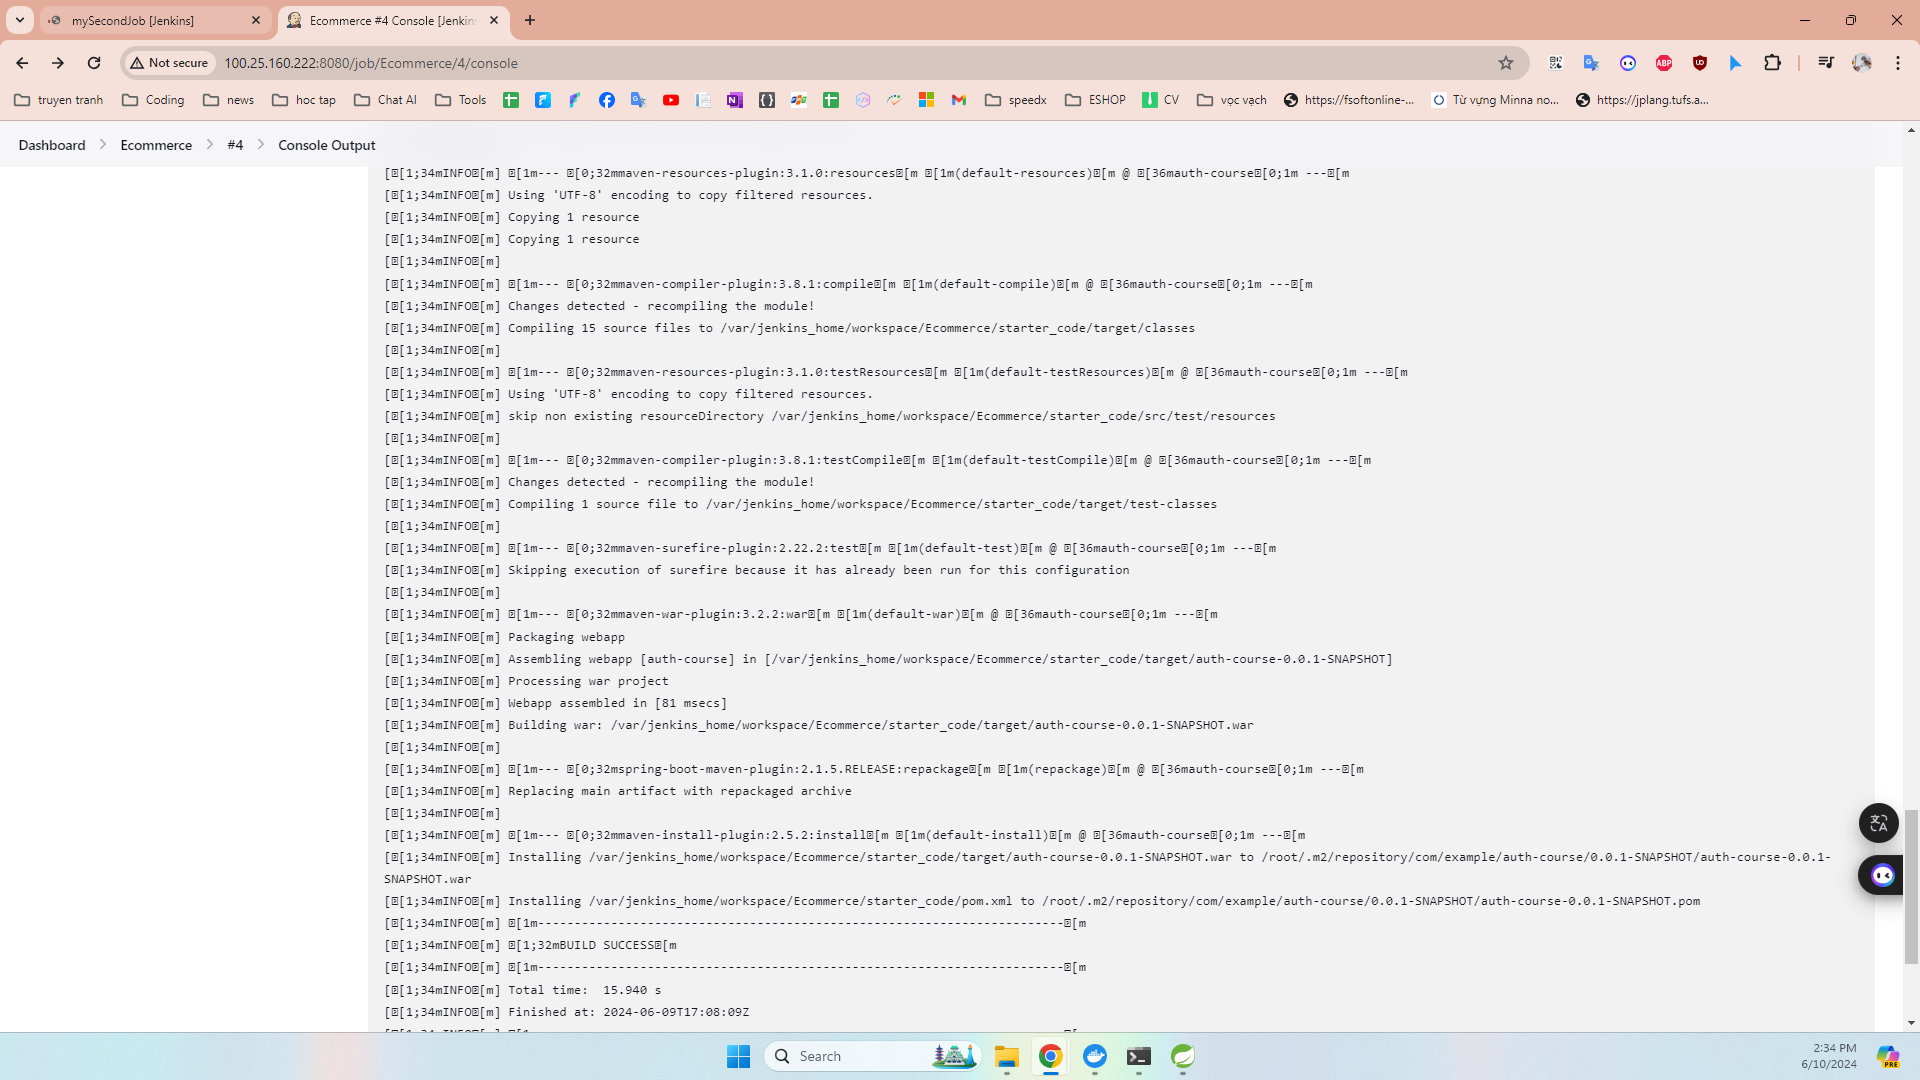 mySecondJob [Jenkins]
Ecommerce #4 Console [Jenkins
Not secure
100.25.160.222:8080/job/Ecommerce/4/console
truyen tranh
Coding
news
hoc tap
Chat AI
Tools
speedx
ESHOP
CV
vọc vạch
https://fsoftonline-...
Từ vựng Minna no...
https://jplang.tufs.a...
Dashboard
Ecommerce
#4
Console Output
[[1;34mINFO[m] [1m--- [0;32mmaven-resources-plugin:3.1.0:resources[m [1m(default-resources)[m @ [36mauth-course[0;1m ---[m
[[1;34mINFO[m] Using 'UTF-8' encoding to copy filtered resources.
[[1;34mINFO[m] Copying 1 resource
[[1;34mINFO[m] Copying 1 resource
[[1;34mINFO[m]
[[1;34mINFO[m] [1m--- [0;32mmaven-compiler-plugin:3.8.1:compile[m [1m(default-compile)[m @ [36mauth-course[0;1m ---[m
[[1;34mINFO[m] Changes detected - recompiling the module!
[[1;34mINFO[m] Compiling 15 source files to /var/jenkins_home/workspace/Ecommerce/starter_code/target/classes
[[1;34mINFO[m]
[[1;34mINFO[m] [1m--- [0;32mmaven-resources-plugin:3.1.0:testResources[m [1m(default-testResources)[m @ [36mauth-course[0;1m ---[m
[[1;34mINFO[m] Using 'UTF-8' encoding to copy filtered resources.
[[1;34mINFO[m] skip non existing resourceDirectory /var/jenkins_home/workspace/Ecommerce/starter_code/src/test/resources
[[1;34mINFO[m]
[[1;34mINFO[m] [1m--- [0;32mmaven-compiler-plugin:3.8.1:testCompile[m [1m(default-testCompile)[m @ [36mauth-course[0;1m ---[m
[[1;34mINFO[m] Changes detected - recompiling the module!
[[1;34mINFO[m] Compiling 1 source file to /var/jenkins_home/workspace/Ecommerce/starter_code/target/test-classes
[[1;34mINFO[m]
[[1;34mINFO[m] [1m--- [0;32mmaven-surefire-plugin:2.22.2:test[m [1m(default-test)[m @ [36mauth-course[0;1m ---[m
[[1;34mINFO[m] Skipping execution of surefire because it has already been run for this configuration
[[1;34mINFO[m]
[[1;34mINFO[m] [1m--- [0;32mmaven-war-plugin:3.2.2:war[m [1m(default-war)[m @ [36mauth-course[0;1m ---[m
[[1;34mINFO[m] Packaging webapp
[[1;34mINFO[m] Assembling webapp [auth-course] in [/var/jenkins_home/workspace/Ecommerce/starter_code/target/auth-course-0.0.1-SNAPSHOT]
[[1;34mINFO[m] Processing war project
[[1;34mINFO[m] Webapp assembled in [81 msecs]
[[1;34mINFO[m] Building war: /var/jenkins_home/workspace/Ecommerce/starter_code/target/auth-course-0.0.1-SNAPSHOT.war
[[1;34mINFO[m]
[[1;34mINFO[m] [1m--- [0;32mspring-boot-maven-plugin:2.1.5.RELEASE:repackage[m [1m(repackage)[m @ [36mauth-course[0;1m ---[m
[[1;34mINFO[m] Replacing main artifact with repackaged archive
[[1;34mINFO[m]
[[1;34mINFO[m] [1m--- [0;32mmaven-install-plugin:2.5.2:install[m [1m(default-install)[m @ [36mauth-course[0;1m ---[m
[[1;34mINFO[m] Installing /var/jenkins_home/workspace/Ecommerce/starter_code/target/auth-course-0.0.1-SNAPSHOT.war to /root/.m2/repository/com/example/auth-course/0.0.1-SNAPSHOT/auth-course-0.0.1-
SNAPSHOT.war
[[1;34mINFO[m] Installing /var/jenkins_home/workspace/Ecommerce/starter_code/pom.xml to /root/.m2/repository/com/example/auth-course/0.0.1-SNAPSHOT/auth-course-0.0.1-SNAPSHOT.pom
[[1;34mINFO[m] [1m------------------------------------------------------------------------[m
[[1;34mINFO[m] [1;32mBUILD SUCCESS[m
[[1;34mINFO[m] [1m------------------------------------------------------------------------[m
[[1;34mINFO[m] Total time:  15.940 s
[[1;34mINFO[m] Finished at: 2024-06-09T17:08:09Z
Search
2:34 PM
6/10/2024